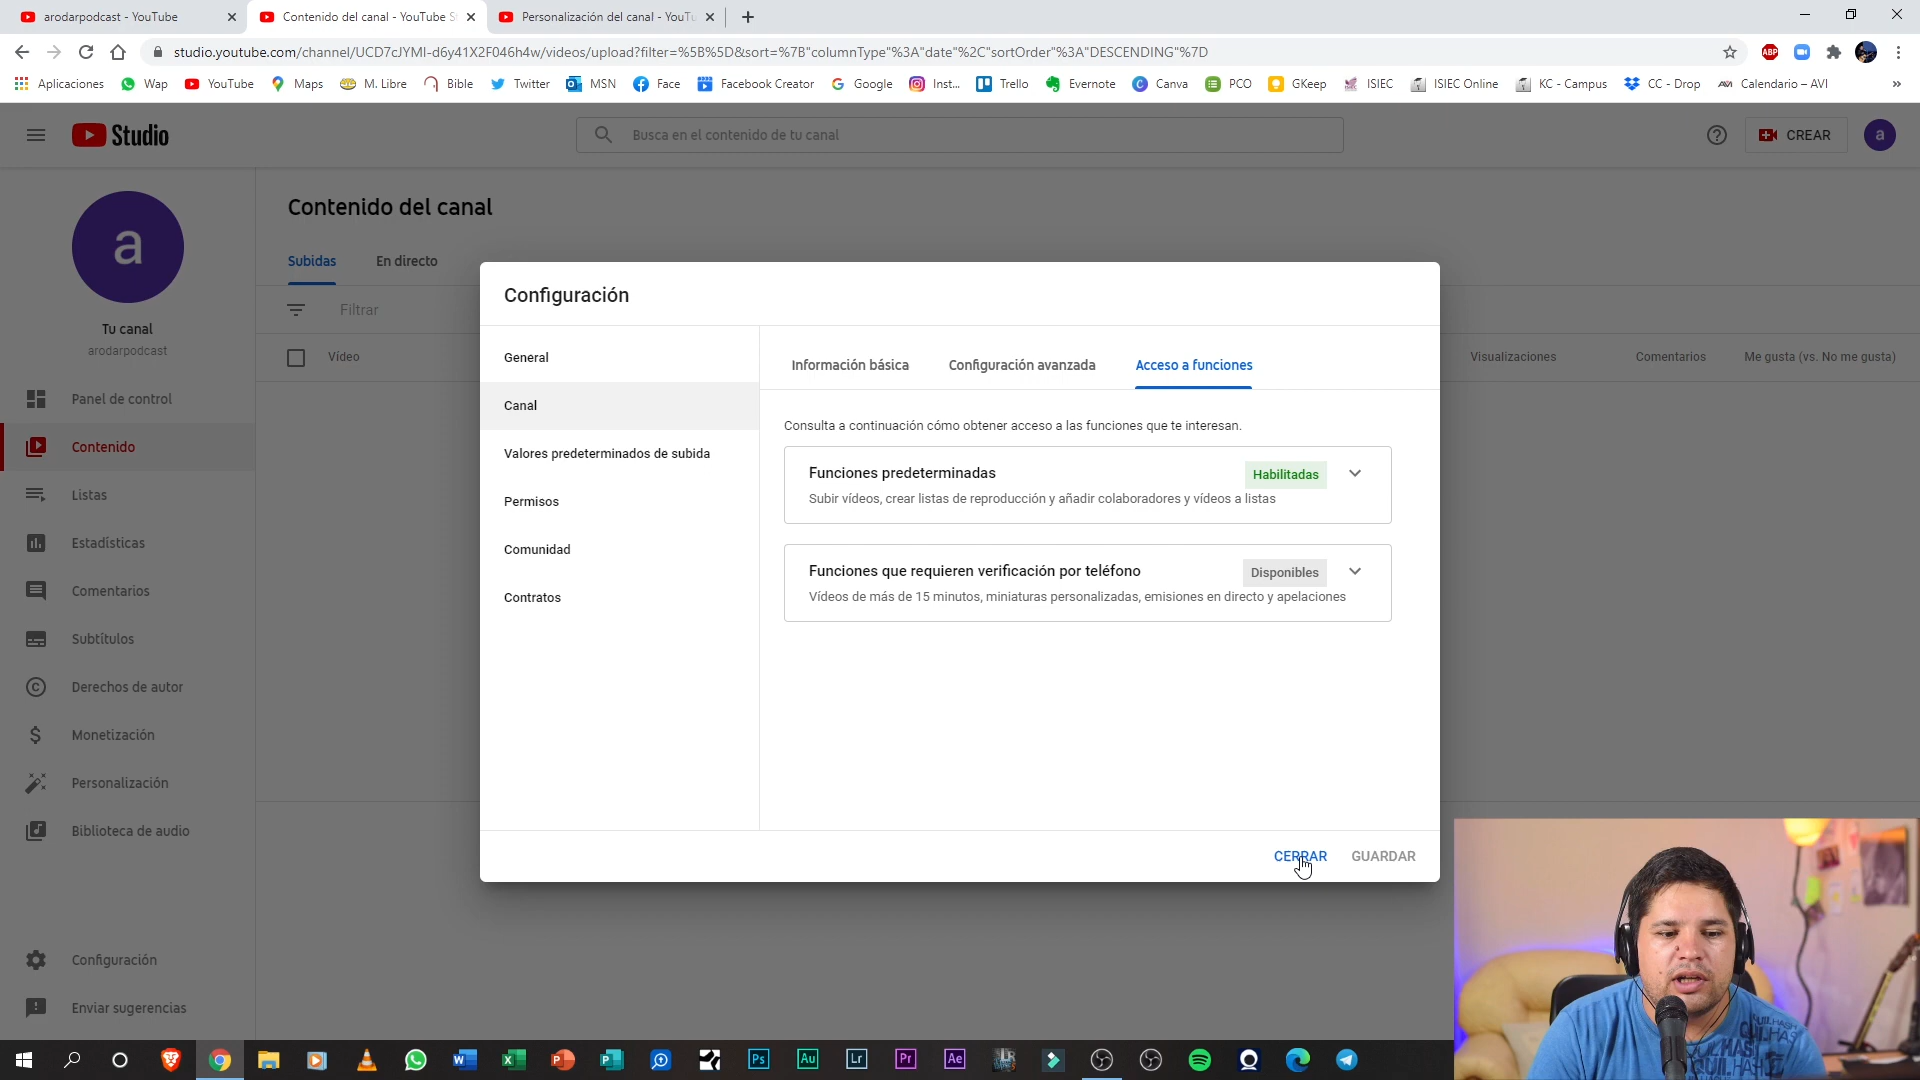 arodarpodcast - YouTube
Contenido del canal - YouTube S
Personalización del canal - YouTu
studio.youtube.com/channel/UCD7cJYMI-d6y41X2F046h4w/videos/upload?filter=%5B%5D&sort=%7B"columnType"%3A"date"%2C"sortOrder"%3A"DESCENDING"%7D
ABP
Aplicaciones Wap YouTube Maps M. Libre Bible Twitter MSN Face Facebook Creator Google Inst... Trello Evernote Canva PCO GKeep ISIEC ISIEC Online KC - Campus CC - Drop Calendario – AVI »
Studio
Busca en el contenido de tu canal
CREAR
a
a
Tu canal
arodarpodcast
Panel de control
Contenido
Listas
Estadísticas
Comentarios
Subtítulos
Derechos de autor
Monetización
Personalización
Biblioteca de audio
Configuración
Enviar sugerencias
Contenido del canal
Subidas En directo
Filtrar
Vídeo
Visualizaciones Comentarios Me gusta (vs. No me gusta)
Configuración
General
Canal
Valores predeterminados de subida
Permisos
Comunidad
Contratos
Información básica Configuración avanzada Acceso a funciones
Consulta a continuación cómo obtener acceso a las funciones que te interesan.
Funciones predeterminadas Habilitadas
Subir vídeos, crear listas de reproducción y añadir colaboradores y vídeos a listas
Funciones que requieren verificación por teléfono Disponibles
Vídeos de más de 15 minutos, miniaturas personalizadas, emisiones en directo y apelaciones
CERRAR GUARDAR
Ps Au Lr Pr Ae